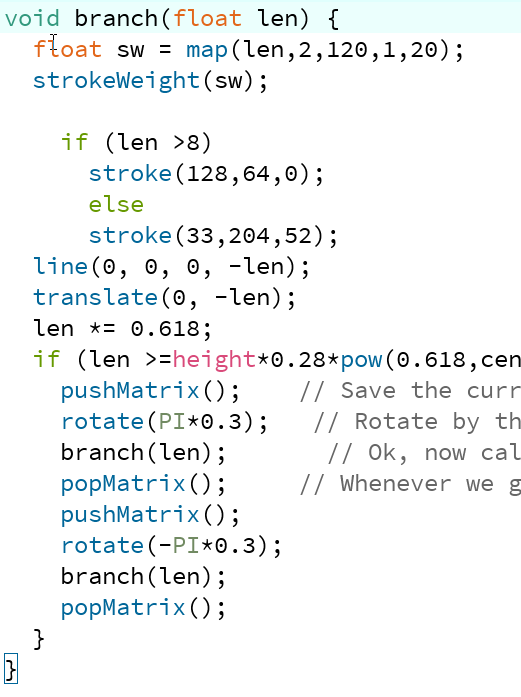 void branch(float len) {
  float sw = map(len,2,120,1,20);
  strokeWeight(sw);

    if (len >8)
      stroke(128,64,0);
      else
      stroke(33,204,52);
  line(0, 0, 0, -len);
  translate(0, -len);
  len *= 0.618;
  if (len >=height*0.28*pow(0.618,cen
    pushMatrix();    // Save the curr
    rotate(PI*0.3);   // Rotate by th
    branch(len);       // Ok, now cal
    popMatrix();     // Whenever we g
    pushMatrix();
    rotate(-PI*0.3);
    branch(len);
    popMatrix();
  }
}